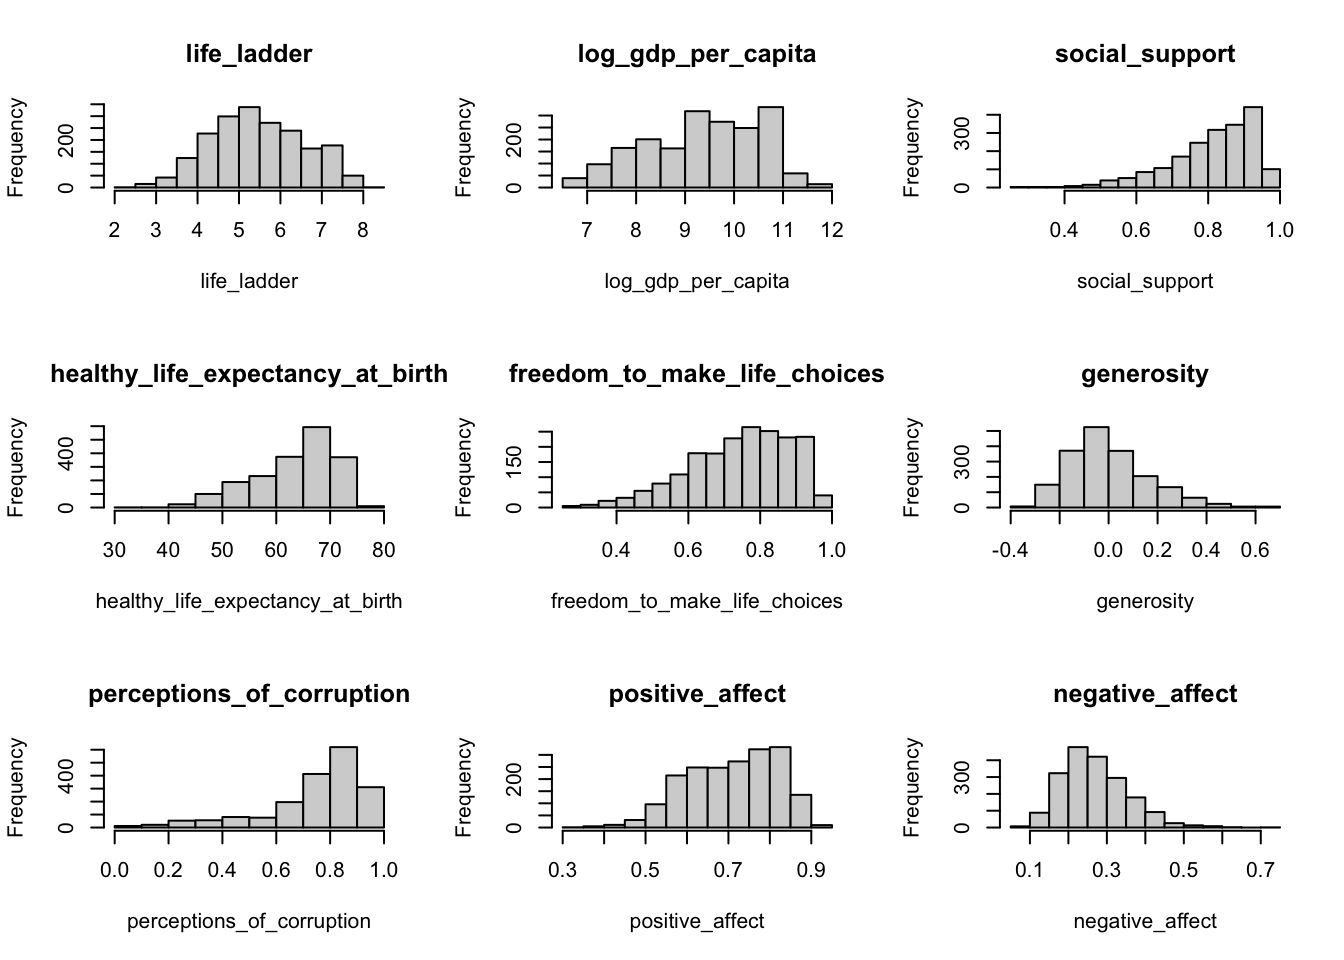 life_ladder
Frequency
200
0
2 3 4 5 6 7 8
life_ladder
log_gdp_per_capita
Frequency
200
0
7 8 9 10 11 12
log_gdp_per_capita
social_support
Frequency
300
0
0.4 0.6 0.8 1.0
social_support
healthy_life_expectancy_at_birth
Frequency
400
0
30 40 50 60 70 80
healthy_life_expectancy_at_birth
freedom_to_make_life_choices
Frequency
150
0
0.4 0.6 0.8 1.0
freedom_to_make_life_choices
generosity
Frequency
300
0
-0.4 0.0 0.2 0.4 0.6
generosity
perceptions_of_corruption
Frequency
400
0
0.0 0.2 0.4 0.6 0.8 1.0
perceptions_of_corruption
positive_affect
Frequency
200
0
0.3 0.5 0.7 0.9
positive_affect
negative_affect
Frequency
300
0
0.1 0.3 0.5 0.7
negative_affect